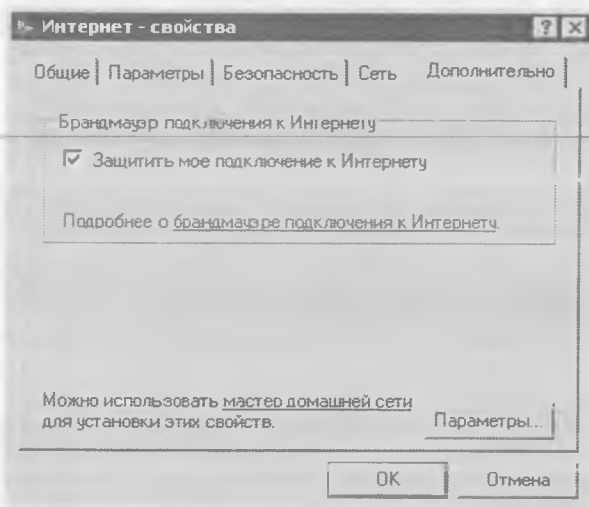 Интернет - свойства
Общие Параметры Безопасность Сеть Дополнительно
Брандмауэр подключения к Интернету
Защитить мое подключение к Интернету
Подробнее о брандмауэре подключения к Интернету.
Можно использовать мастер домашней сети
для установки этих свойств.
Параметры...
OK Отмена